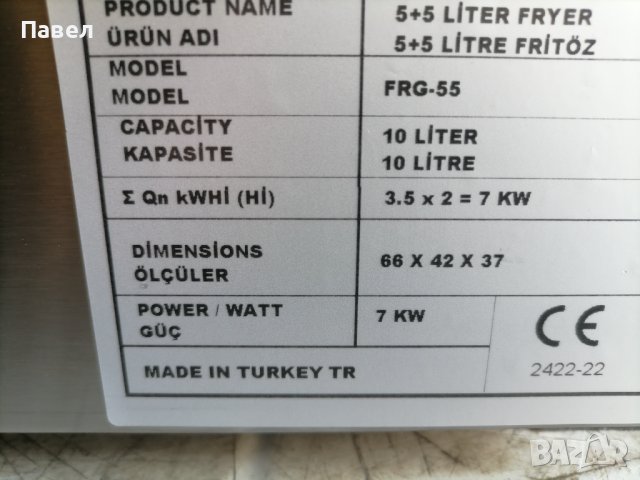 Павел
PRODUCT NAME
5+5 LİTER FRYER
ÜRÜN ADI
5+5 LİTRE FRİTÖZ
MODEL
MODEL
FRG-55
CAPACİTY
KAPASİTE
10 LİTER
10 LİTRE
Σ Qn kWHİ (Hİ)
3.5 x 2 = 7 KW
DİMENSİONS
ÖLÇÜLER
66 X 42 X 37
POWER / WATT
GÜÇ
7 KW
CE
2422-22
MADE IN TURKEY TR
BAZAR